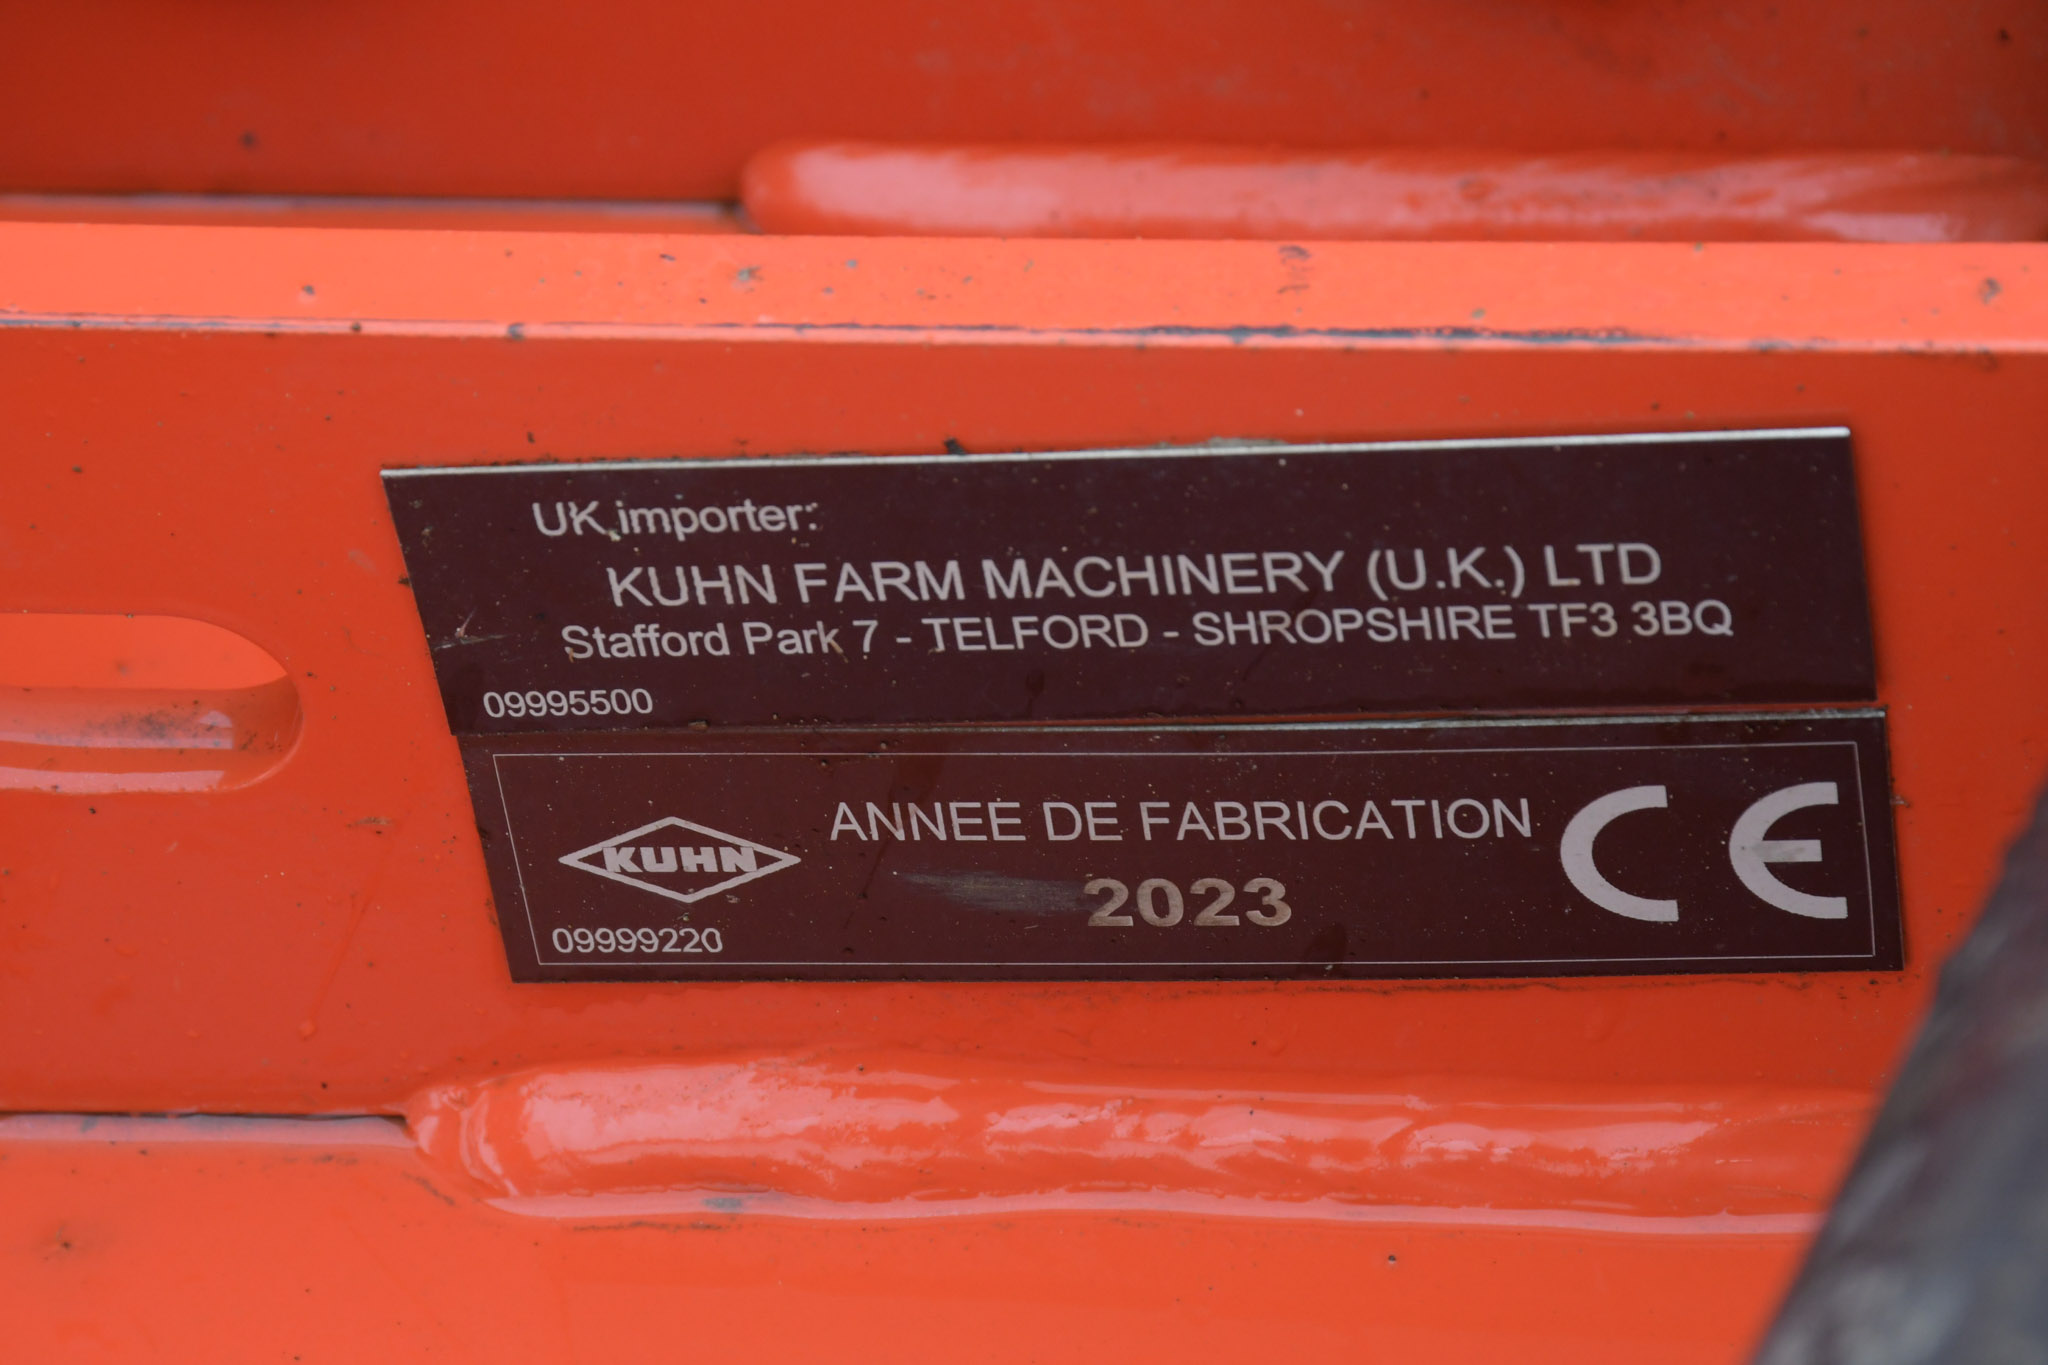 UK importer:
KUHN FARM MACHINERY (U.K.) LTD
Stafford Park 7 - TELFORD - SHROPSHIRE TF3 3BQ
09995500
KUHN
ANNEE DE FABRICATION
2023
CE
09999220